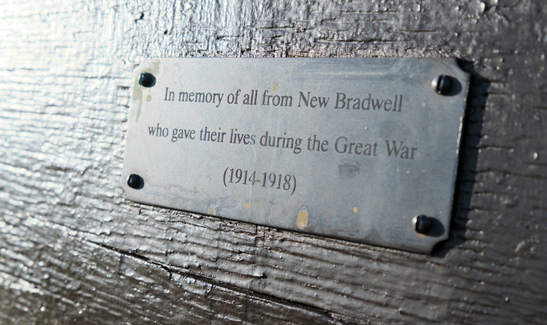 In memory of all from New Bradwell
who gave their lives during the Great War
(1914-1918)